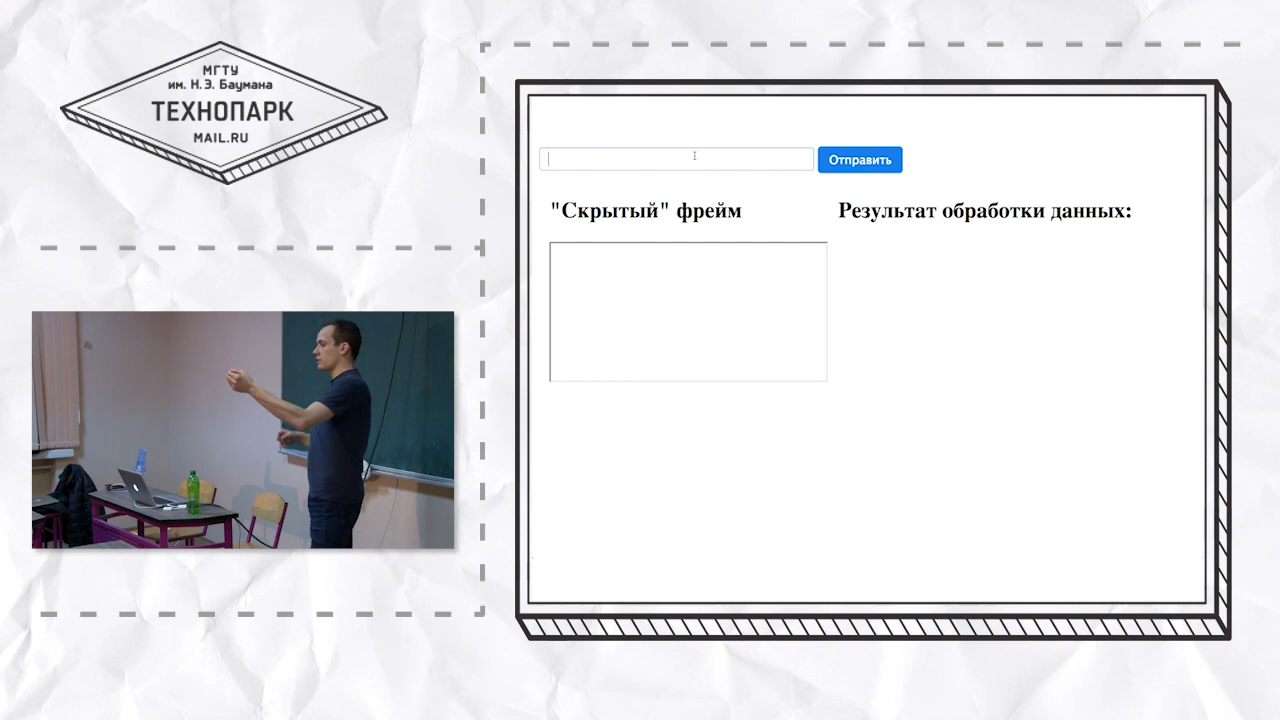 МГТУ
им. Н.Э. Баумана
ТЕХНОПАРК
MAIL.RU
Отправить
"Скрытый" фрейм
Результат обработки данных: